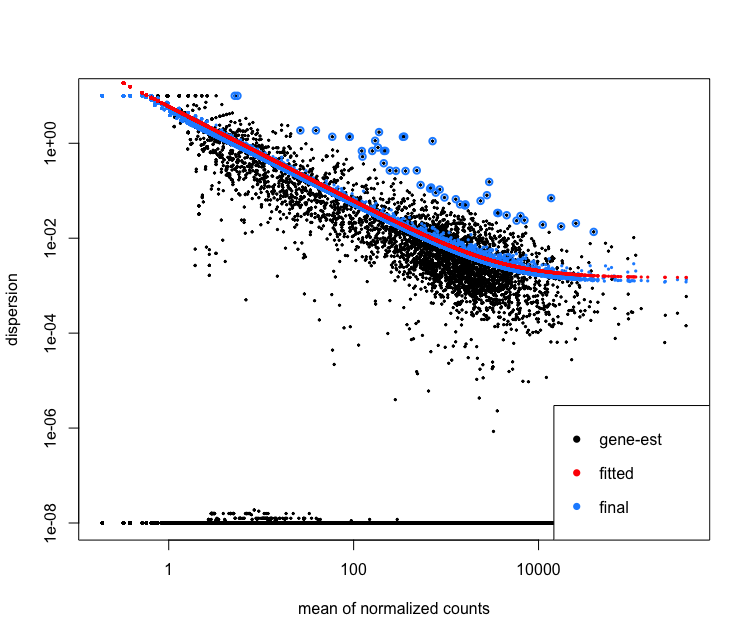 1e+00
1e-02
1e-04
1e-06
1e-08
dispersion
gene-est
fitted
final
1
100
10000
mean of normalized counts